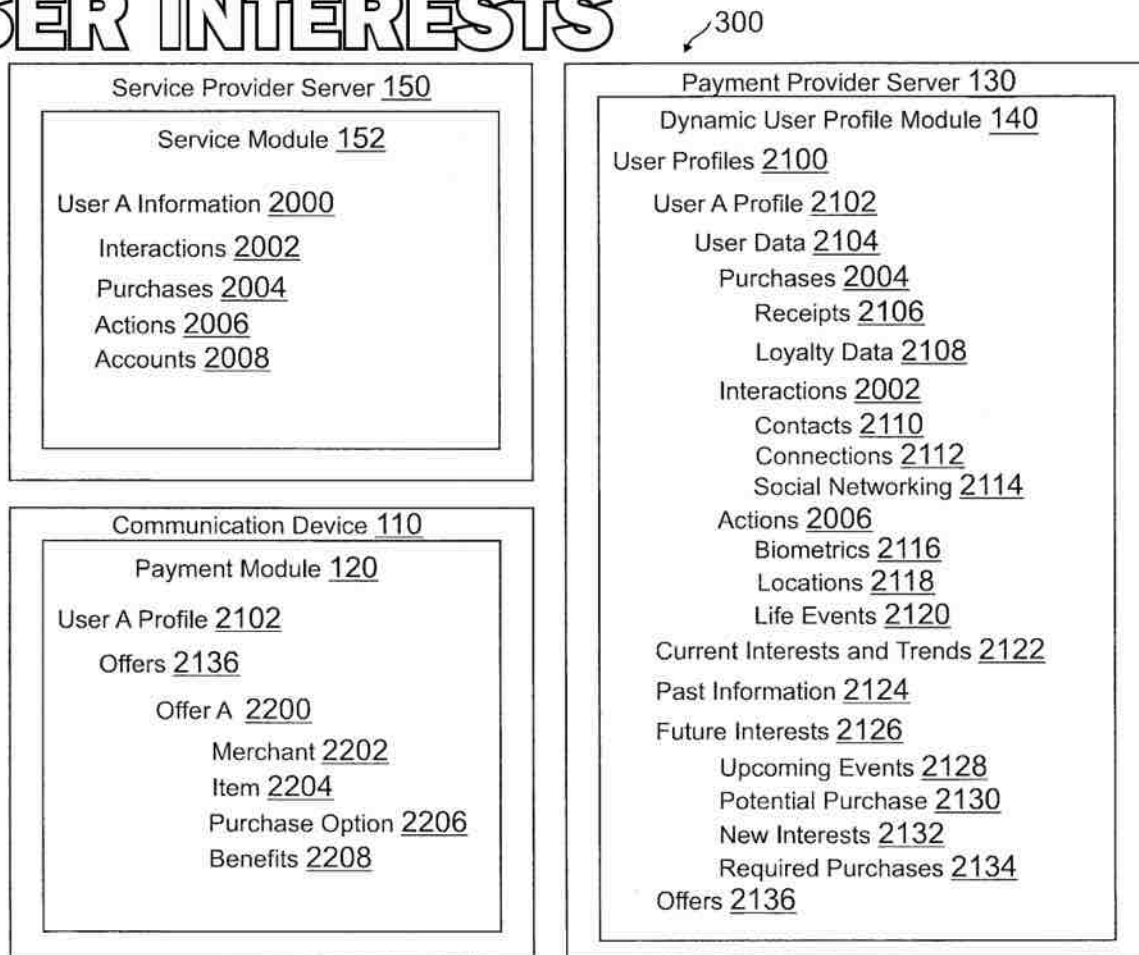 SER INTERESTS
300
Service Provider Server 150
Service Module 152
User A Information 2000
Interactions 2002
Purchases 2004
Actions 2006
Accounts 2008
Communication Device 110
Payment Module 120
User A Profile 2102
Offers 2136
Offer A 2200
Merchant 2202
Item 2204
Purchase Option 2206
Benefits 2208
Payment Provider Server 130
Dynamic User Profile Module 140
User Profiles 2100
User A Profile 2102
User Data 2104
Purchases 2004
Receipts 2106
Loyalty Data 2108
Interactions 2002
Contacts 2110
Connections 2112
Social Networking 2114
Actions 2006
Biometrics 2116
Locations 2118
Life Events 2120
Current Interests and Trends 2122
Past Information 2124
Future Interests 2126
Upcoming Events 2128
Potential Purchase 2130
New Interests 2132
Required Purchases 2134
Offers 2136